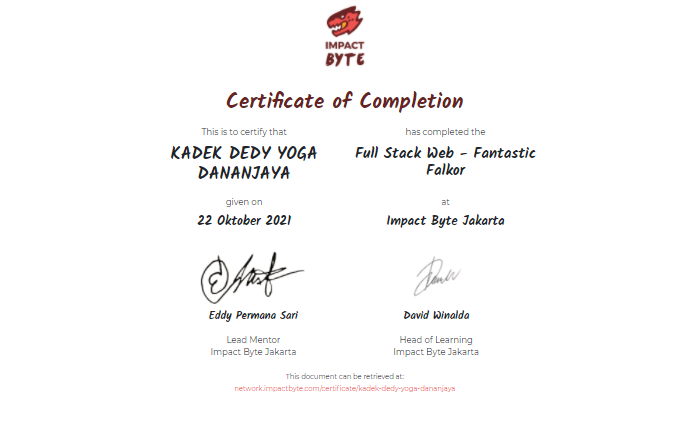 IMPACT
BYTE
Certificate of Completion
This is to certify that
KADEK DEDY YOGA
DANANJAYA
given on
22 Oktober 2021
has completed the
Full Stack Web - Fantastic
Falkor
at
Impact Byte Jakarta
Eddy Permana Sari
Lead Mentor
Impact Byte Jakarta
David Winalda
Head of Learning
Impact Byte Jakarta
This document can be retrieved at:
network.impactbyte.com/certificate/kadek-dedy-yoga-dananjaya